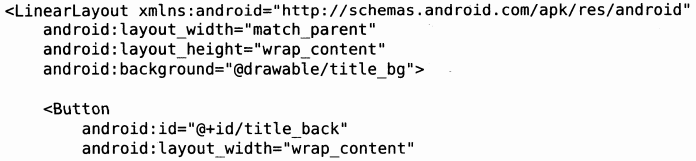 <LinearLayout xmlns:android="http://schemas.android.com/apk/res/android"
    android:layout_width="match_parent"
    android:layout_height="wrap_content"
    android:background="@drawable/title_bg">

    <Button
        android:id="@+id/title_back"
        android:layout_width="wrap_content"